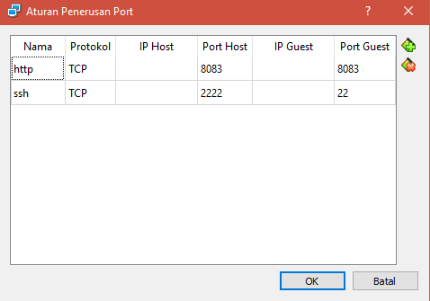 Aturan Penerusan Port
Nama Protokol IP Host Port Host IP Guest Port Guest
http TCP 8083 8083
ssh TCP 2222 22
OK Batal